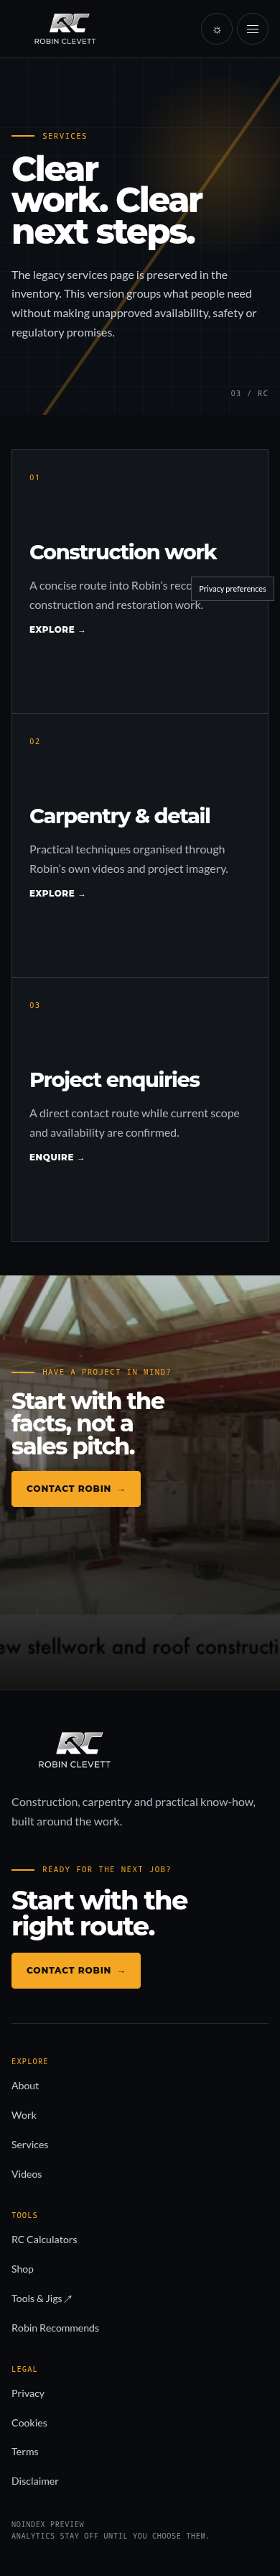 RC
ROBIN CLEVETT
SERVICES
Clear
work. Clear
next steps.
The legacy services page is preserved in the
inventory. This version groups what people need
without making unapproved availability, safety or
regulatory promises.
03 / RC
01
Construction work
A concise route into Robin’s
construction and restoration work.
Privacy preferences
EXPLORE →
02
Carpentry & detail
Practical techniques organised through
Robin’s own videos and project imagery.
EXPLORE →
03
Project enquiries
A direct contact route while current scope
and availability are confirmed.
ENQUIRE →
HAVE A PROJECT IN MIND?
Start with the
facts, not a
sales pitch.
CONTACT ROBIN →
ew stellwork and roof constructi
RC
ROBIN CLEVETT
Construction, carpentry and practical know-how,
built around the work.
READY FOR THE NEXT JOB?
Start with the
right route.
CONTACT ROBIN →
EXPLORE
About
Work
Services
Videos
TOOLS
RC Calculators
Shop
Tools & Jigs ↗
Robin Recommends
LEGAL
Privacy
Cookies
Terms
Disclaimer
NOINDEX PREVIEW
ANALYTICS STAY OFF UNTIL YOU CHOOSE THEM.